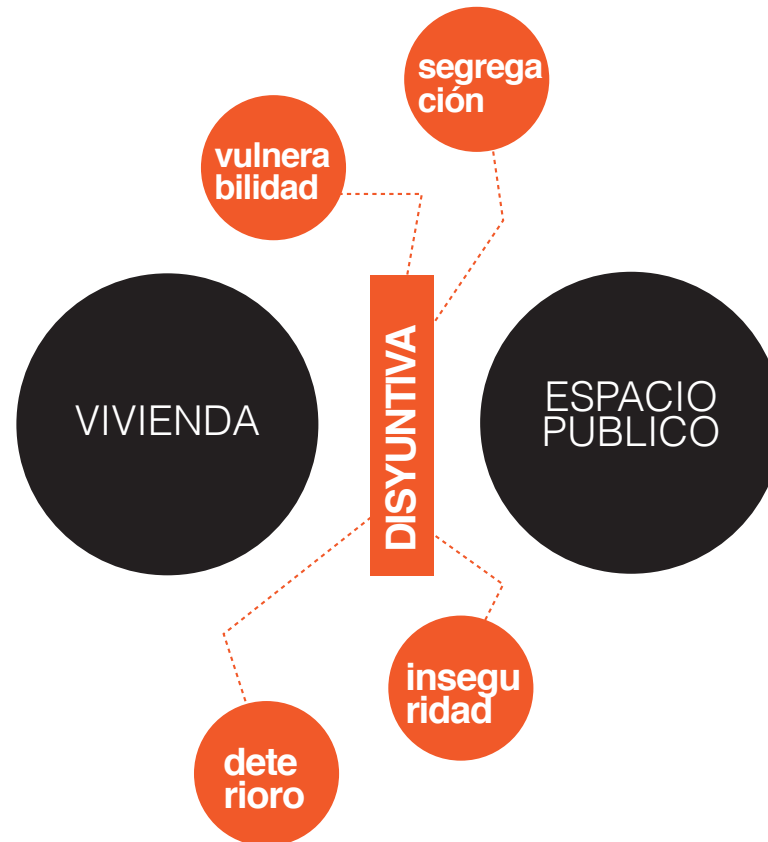 segrega
ción
vulnera
bilidad
VIVIENDA
DISYUNTIVA
ESPACIO
PUBLICO
insegu
ridad
dete
rioro